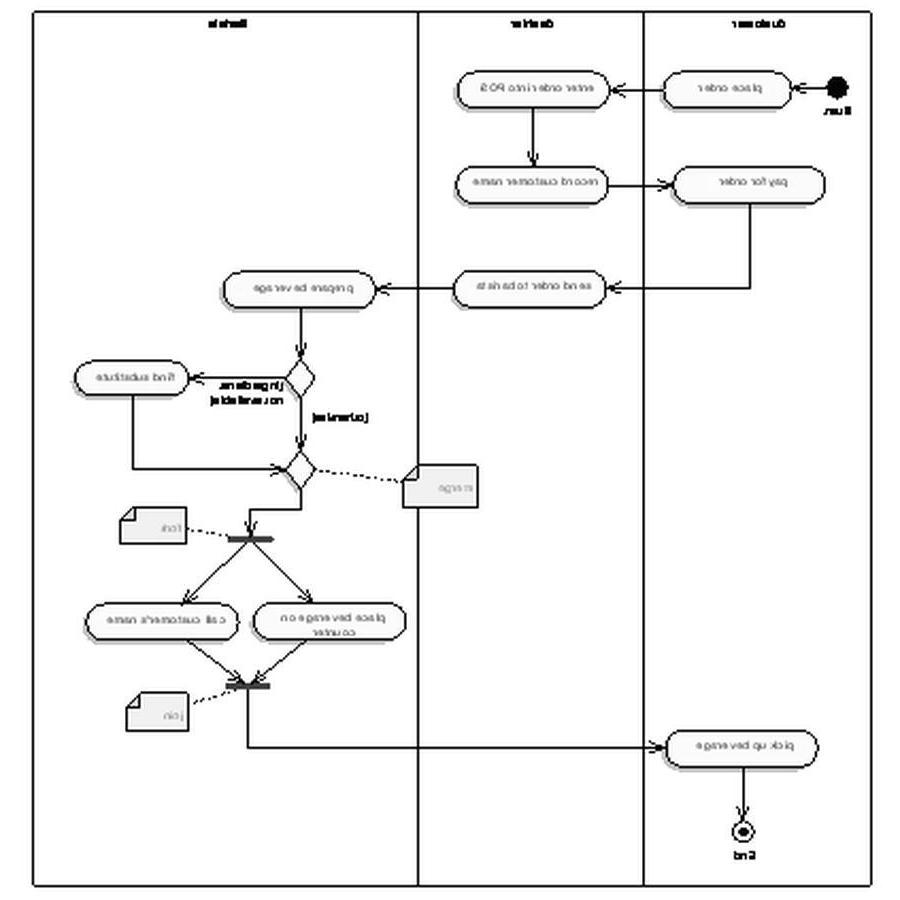 Customer
Cashier
Barista
Start
place order
enter order into POS
pay for order
record customer name
send order to barista
prepare beverage
[ingredient
not available]
find substitute
merge
fork
place beverage on
counter
call customer's name
join
pick up beverage
End